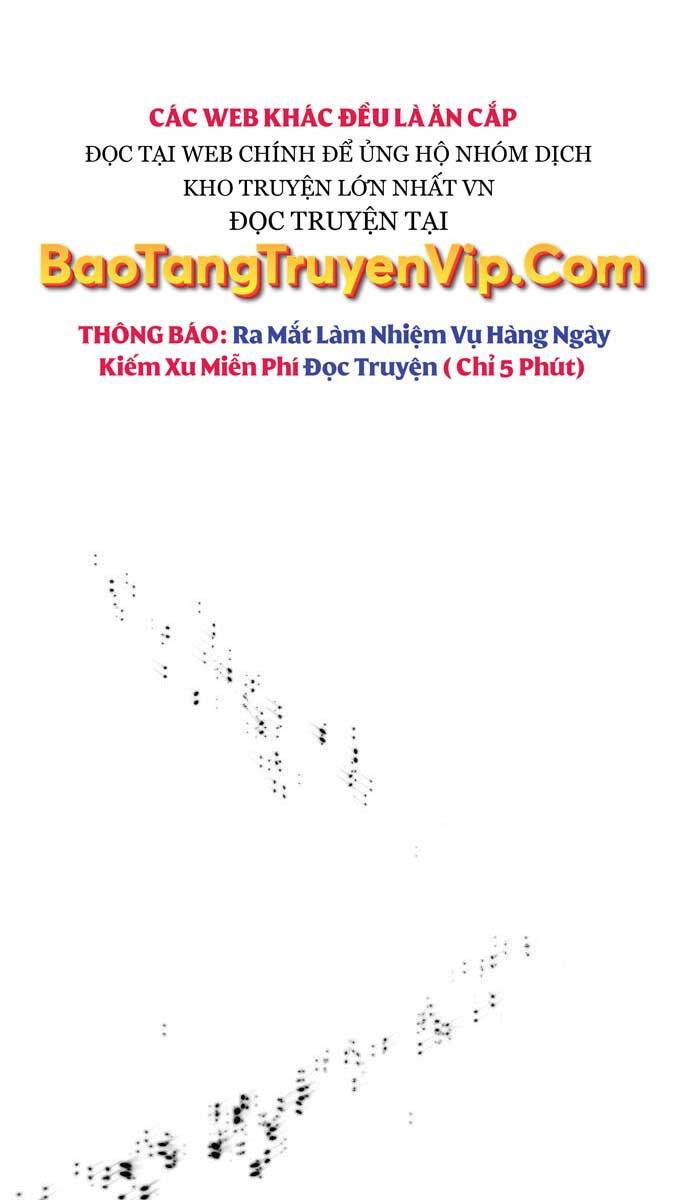 CÁC WEB KHÁC ĐỀU LÀ ĂN CẮP
ĐỌC TẠI WEB CHÍNH ĐỂ ỦNG HỘ NHÓM DỊCH
KHO TRUYỆN LỚN NHẤT VN
ĐỌC TRUYỆN TẠI
BaoTangTruyenVip.Com
THÔNG BÁO: Ra Mắt Làm Nhiệm Vụ Hàng Ngày
Kiếm Xu Miễn Phí Đọc Truyện ( Chỉ 5 Phút)